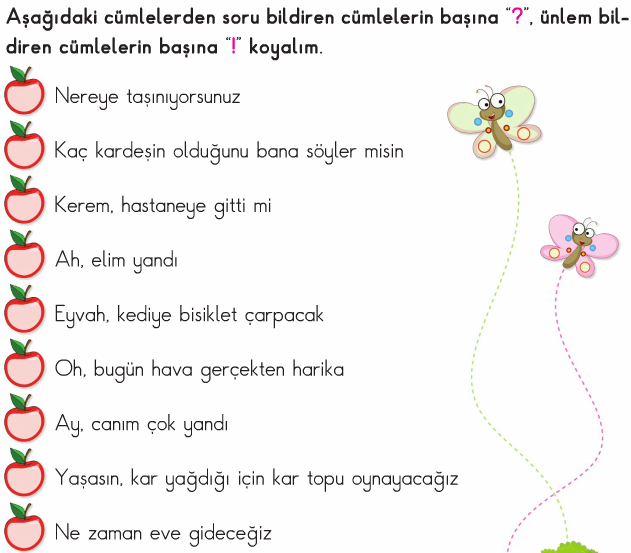 Aşağıdaki cümlelerden soru bildiren cümlelerin başına “?”, ünlem bil-
diren cümlelerin başına “!” koyalım.
Nereye taşınıyorsunuz
Kaç kardeşin olduğunu bana söyler misin
Kerem, hastaneye gitti mi
Ah, elim yandı
Eyvah, kediye bisiklet çarpacak
Oh, bugün hava gerçekten harika
Ay, canım çok yandı
Yaşasın, kar yağdığı için kar topu oynayacağız
Ne zaman eve gideceğiz